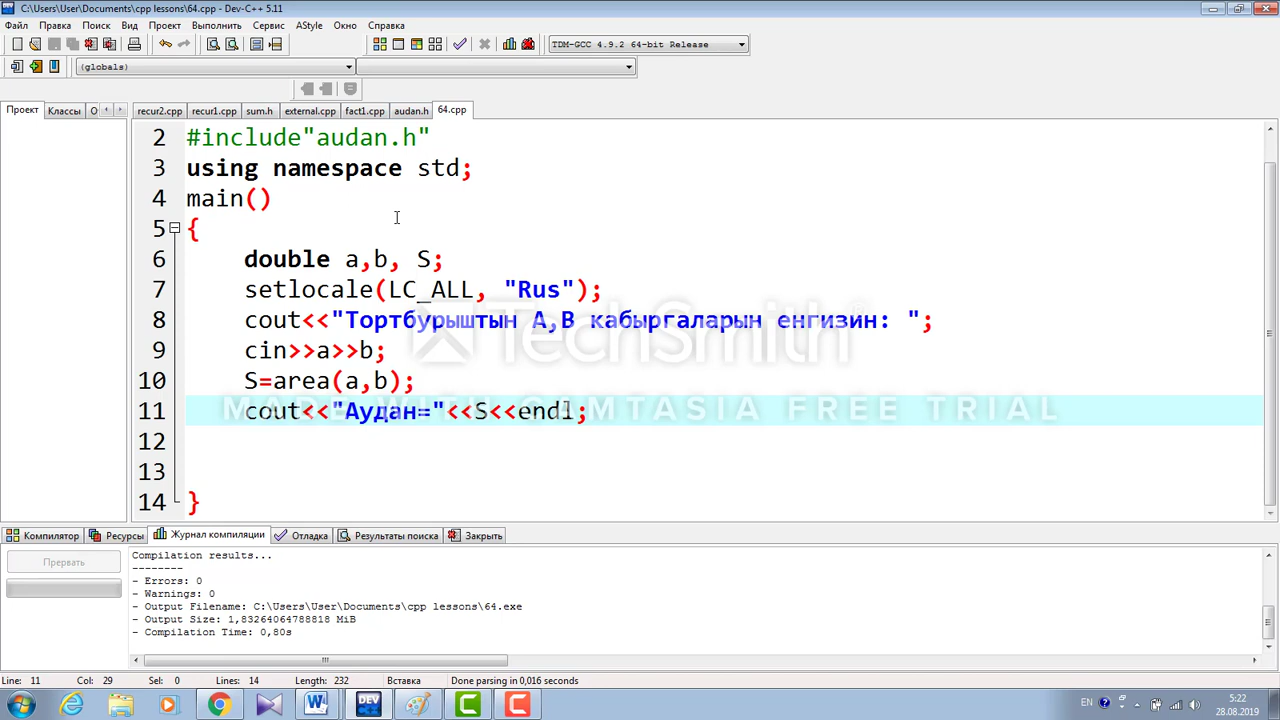 C:\Users\User\Documents\cpp lessons\64.cpp - Dev-C++ 5.11
Файл Правка Поиск Вид Проект Выполнить Сервис AStyle Окно Справка
TDM-GCC 4.9.2 64-bit Release
(globals)
Проект Классы О recur2.cpp recur1.cpp sum.h external.cpp fact1.cpp audan.h 64.cpp
2 #include"audan.h"
3 using namespace std;
4 main()
5 {
6 double a,b, S;
7 setlocale(LC_ALL, "Rus");
8 cout<<"Тортбурыштын А,В кабыргаларын енгизин: ";
9 cin>>a>>b;
10 S=area(a,b);
11 cout<<"Аудан="<<S<<endl;
12
13
14 }
TechSmith®
MADE WITH CAMTASIA FREE TRIAL
Компилятор Ресурсы Журнал компиляции Отладка Результаты поиска Закрыть
Прервать
Compilation results...
--------
- Errors: 0
- Warnings: 0
- Output Filename: C:\Users\User\Documents\cpp lessons\64.exe
- Output Size: 1,83264064788818 MiB
- Compilation Time: 0,80s
Line: 11 Col: 29 Sel: 0 Lines: 14 Length: 232 Вставка Done parsing in 0,016 seconds
EN 5:22
28.08.2019